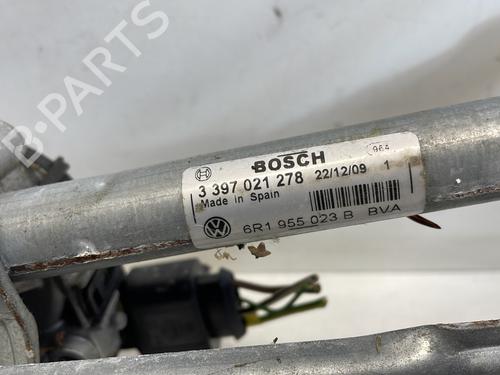 B-PARTS
BOSCH
964
3 397 021 278 22/12/09 1
Made in Spain
6R1 955 023 B BVA